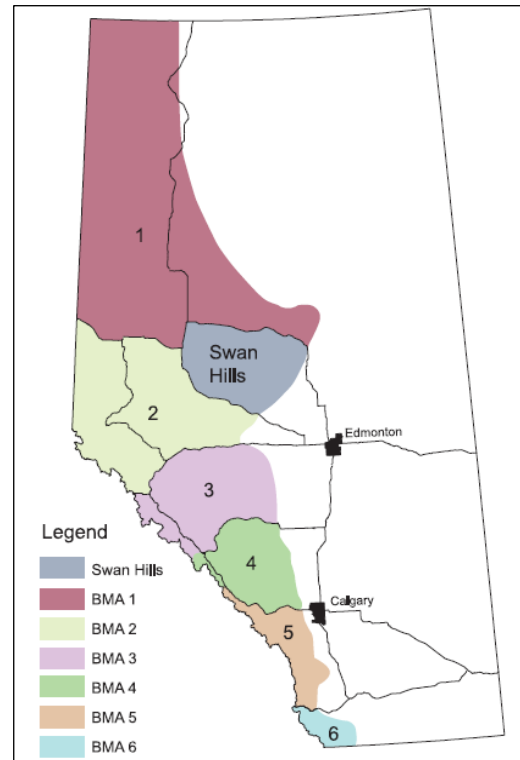 1
Swan
Hills
2
Edmonton
3
Legend
4
Swan Hills
BMA 1
Calgary
BMA 2
5
BMA 3
BMA 4
BMA 5
6
BMA 6